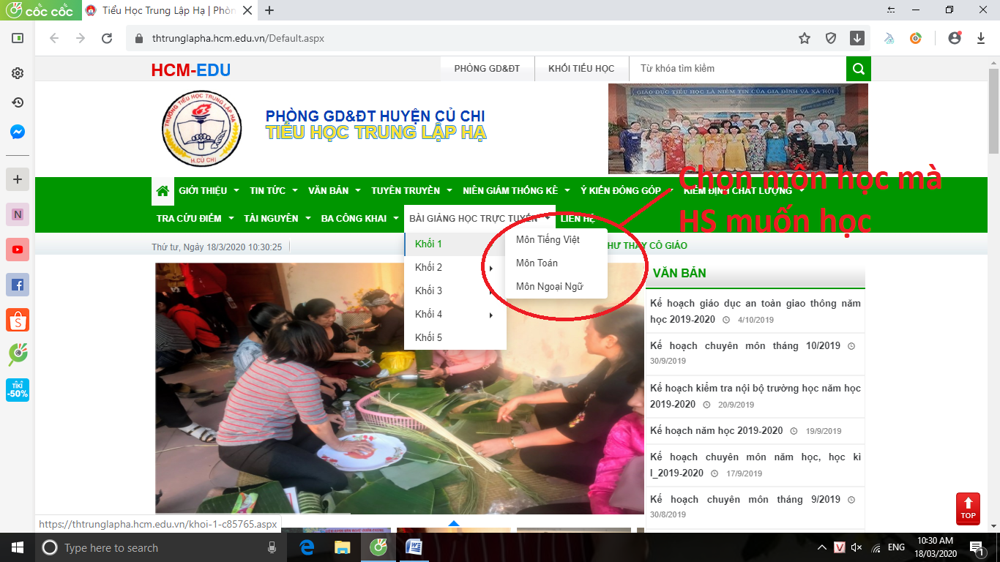 cốc cốc
Tiểu Học Trung Lập Hạ | Phòn
thtrunglapha.hcm.edu.vn/Default.aspx
HCM-EDU
PHÒNG GD&ĐT
KHỐI TIỂU HỌC
Từ khóa tìm kiếm
TRƯỜNG TIỂU HỌC TRUNG LẬP HẠ
H.CỦ CHI
PHÒNG GD&ĐT HUYỆN CỦ CHI
TIỂU HỌC TRUNG LẬP HẠ
GIÁO DỤC TIỂU HỌC LÀ NIỀM TIN CỦA GIA ĐÌNH VÀ XÃ HỘI
Chọn môn học mà
HS muốn học
GIỚI THIỆU
TIN TỨC
VĂN BẢN
TUYÊN TRUYỀN
NIÊN GIÁM THỐNG KÊ
Ý KIẾN ĐÓNG GÓP
KIỂM ĐỊNH CHẤT LƯỢNG
TRA CỨU ĐIỂM
TÀI NGUYÊN
BA CÔNG KHAI
BÀI GIẢNG HỌC TRỰC TUYẾN
LIÊN HỆ
Thứ tư, Ngày 18/3/2020 10:30:25
HƯ THẦY CÔ GIÁO
Khối 1
Khối 2
Khối 3
Khối 4
Khối 5
Môn Tiếng Việt
Môn Toán
Môn Ngoại Ngữ
VĂN BẢN
Kế hoạch giáo dục an toàn giao thông năm
học 2019-2020 4/10/2019
Kế hoạch chuyên môn tháng 10/2019
30/9/2019
Kế hoạch kiểm tra nội bộ trường học năm học
2019-2020 20/9/2019
Kế hoạch năm học 2019-2020 19/9/2019
Kế hoạch chuyên môn năm học, học kì
I_2019-2020 17/9/2019
Kế hoạch chuyên môn tháng 9/2019
30/8/2019
TOP
N
TIKI
-50%
https://thtrunglapha.hcm.edu.vn/khoi-1-c85765.aspx
Type here to search
V
ENG
10:30 AM
18/03/2020
1